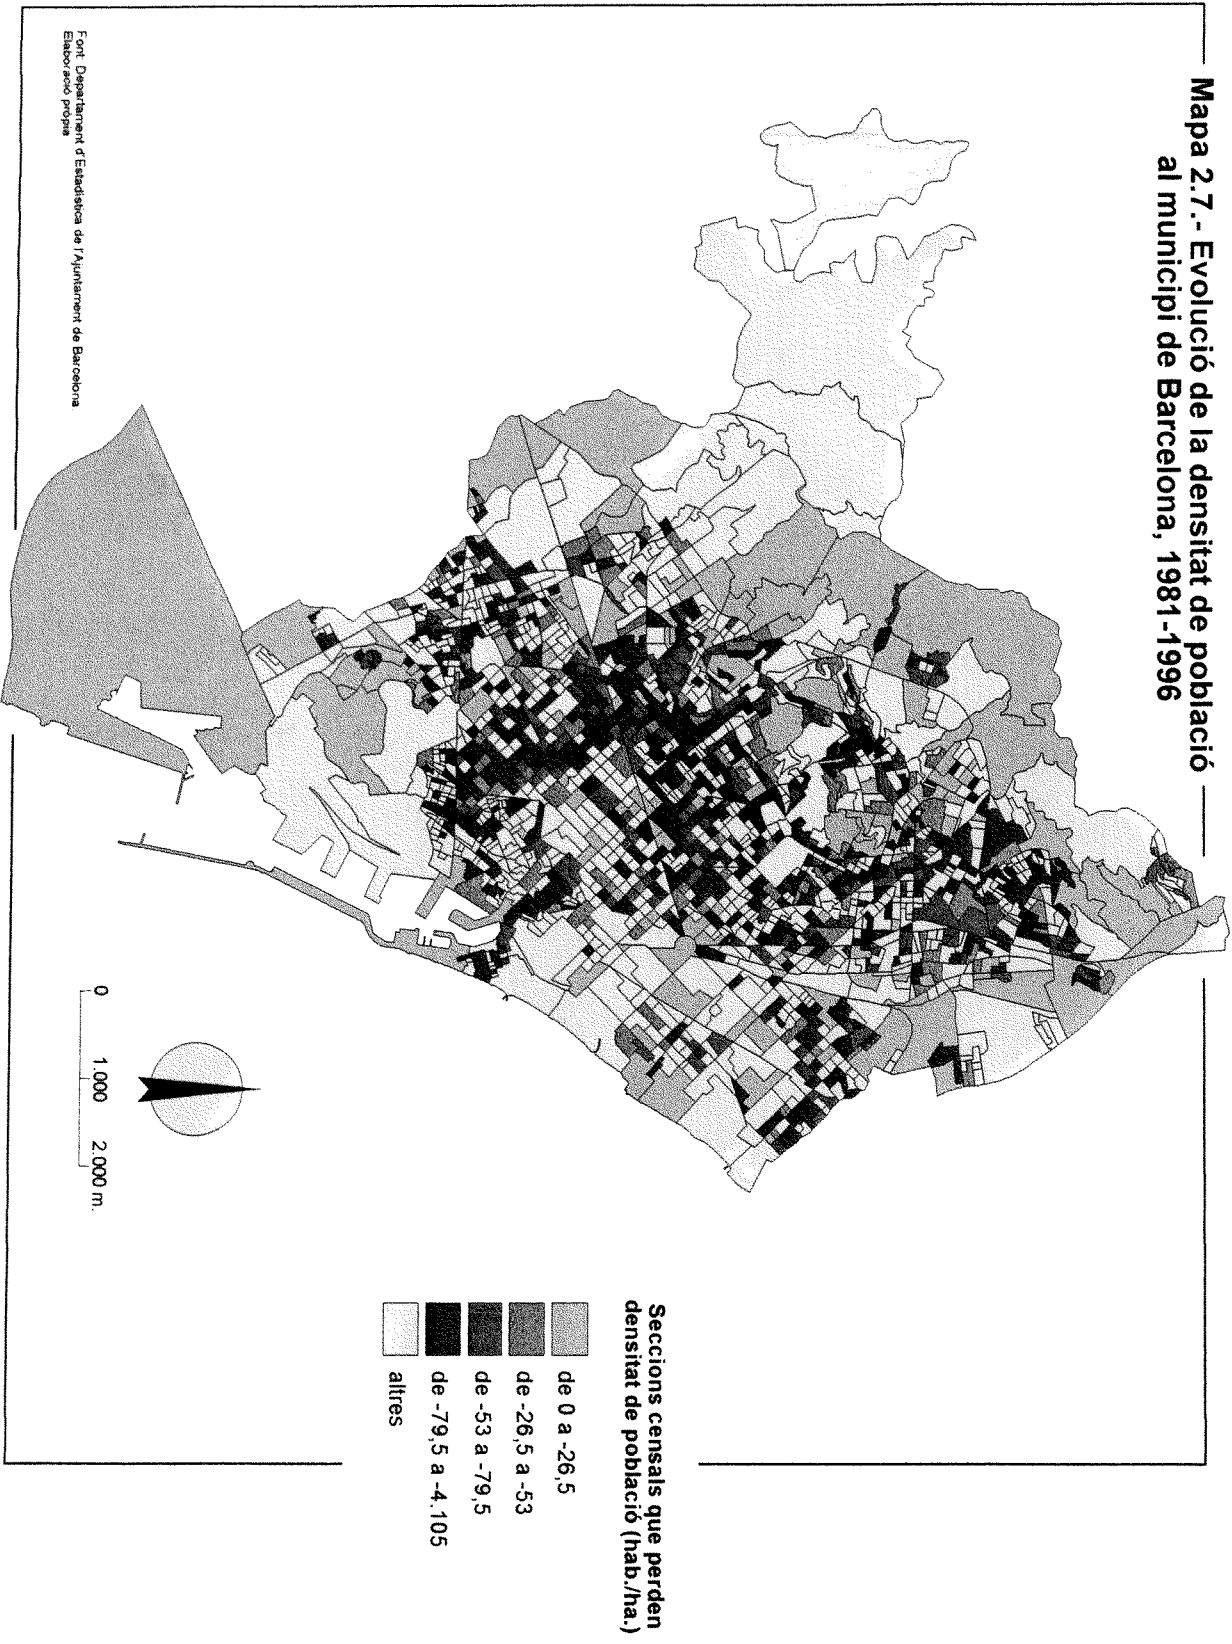 Mapa 2.7.- Evolució de la densitat de població
al municipi de Barcelona, 1981-1996
Seccions censals que perden
densitat de població (hab./ha.)
de 0 a -26,5
de -26,5 a -53
de -53 a -79,5
de -79,5 a -4.105
altres
0 1.000 2.000 m.
Font: Departament d'Estadística de l'Ajuntament de Barcelona
Elaboració pròpia